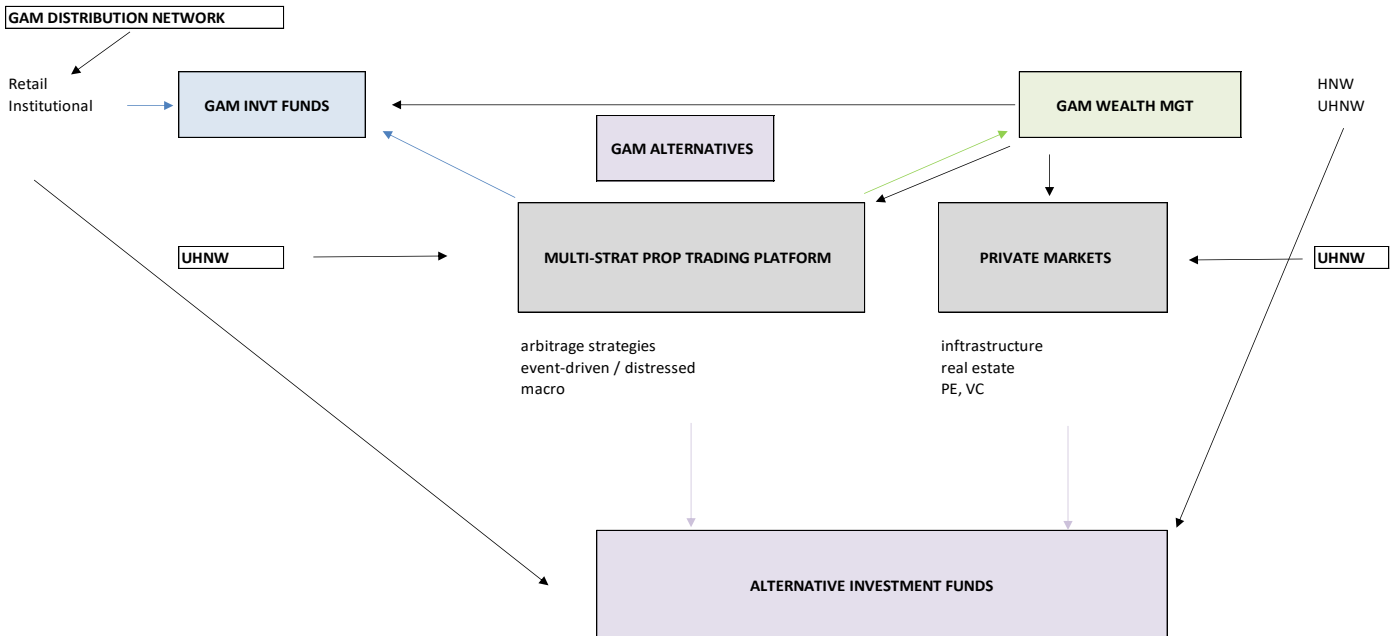 GAM DISTRIBUTION NETWORK
Retail
Institutional
GAM INVT FUNDS
GAM WEALTH MGT
HNW
UHNW
GAM ALTERNATIVES
UHNW
MULTI-STRAT PROP TRADING PLATFORM
PRIVATE MARKETS
UHNW
arbitrage strategies
event-driven / distressed
macro
inftrastructure
real estate
PE, VC
ALTERNATIVE INVESTMENT FUNDS